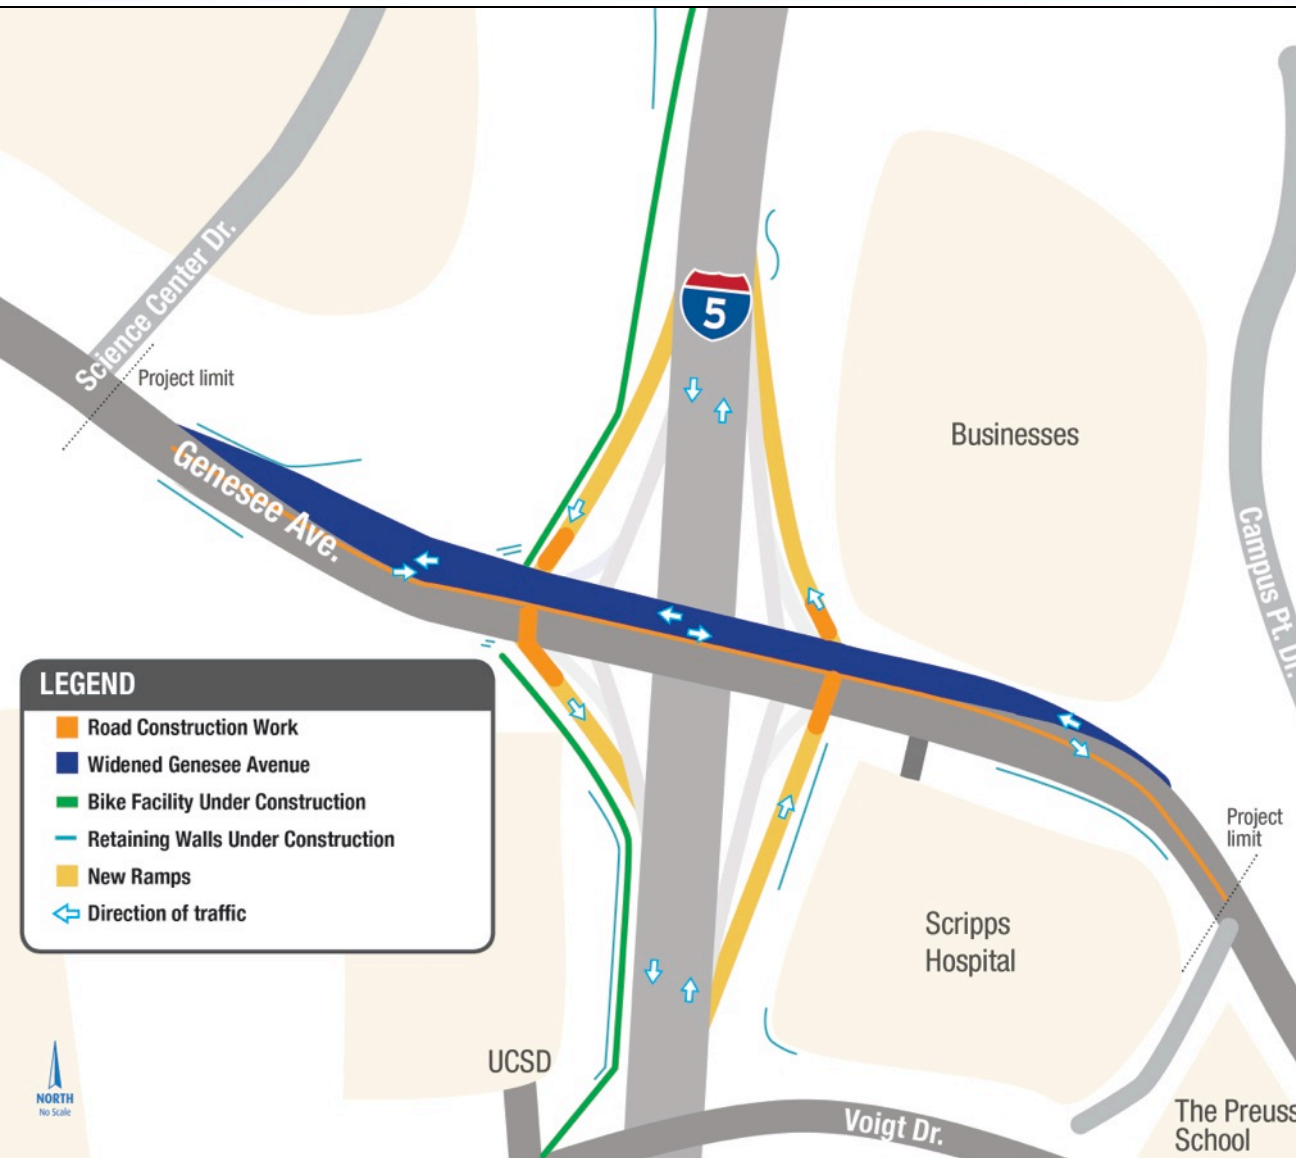 Science Center Dr.
Project limit
5
Genesee Ave.
Businesses
Campus Pt. Dr.
LEGEND
Road Construction Work
Widened Genesee Avenue
Bike Facility Under Construction
Retaining Walls Under Construction
New Ramps
Direction of traffic
Project
limit
Scripps
Hospital
UCSD
NORTH
No Scale
Voigt Dr.
The Preuss
School